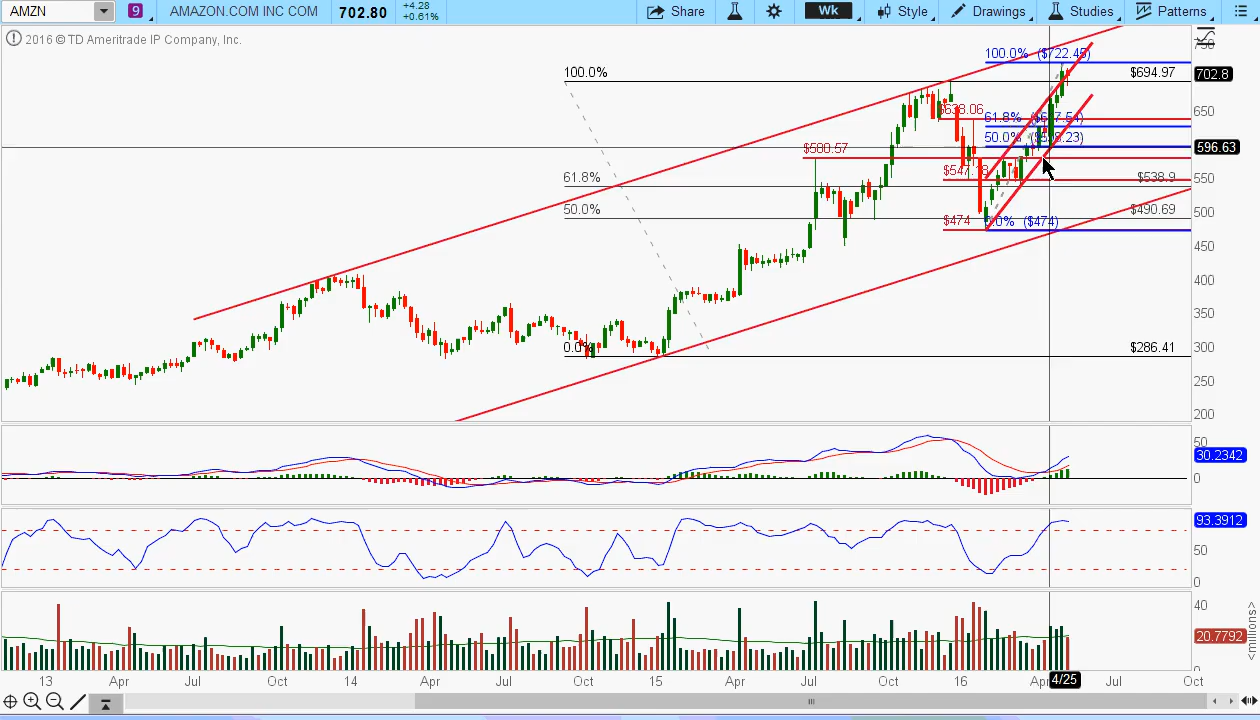 AMZN 9 AMAZON.COM INC COM 702.80 +4.28 +0.61% Share Wk Style Drawings Studies Patterns
2016 © TD Ameritrade IP Company, Inc.
100.0% ($722.45)
100.0% $694.97 702.8
$638.06 650
61.8%
50.0%
$580.57 596.63
$547.18 550
61.8% $538.9
50.0% $490.69 500
$474 0.0% ($474)
450
400
350
0.0% $286.41 300
250
200
50
30.2342
0
93.3912
50
0
40
20.7792
<millions>
0
13 Apr Jul Oct 14 Apr Jul Oct 15 Apr Jul Oct 16 Apr 4/25 Jul Oct